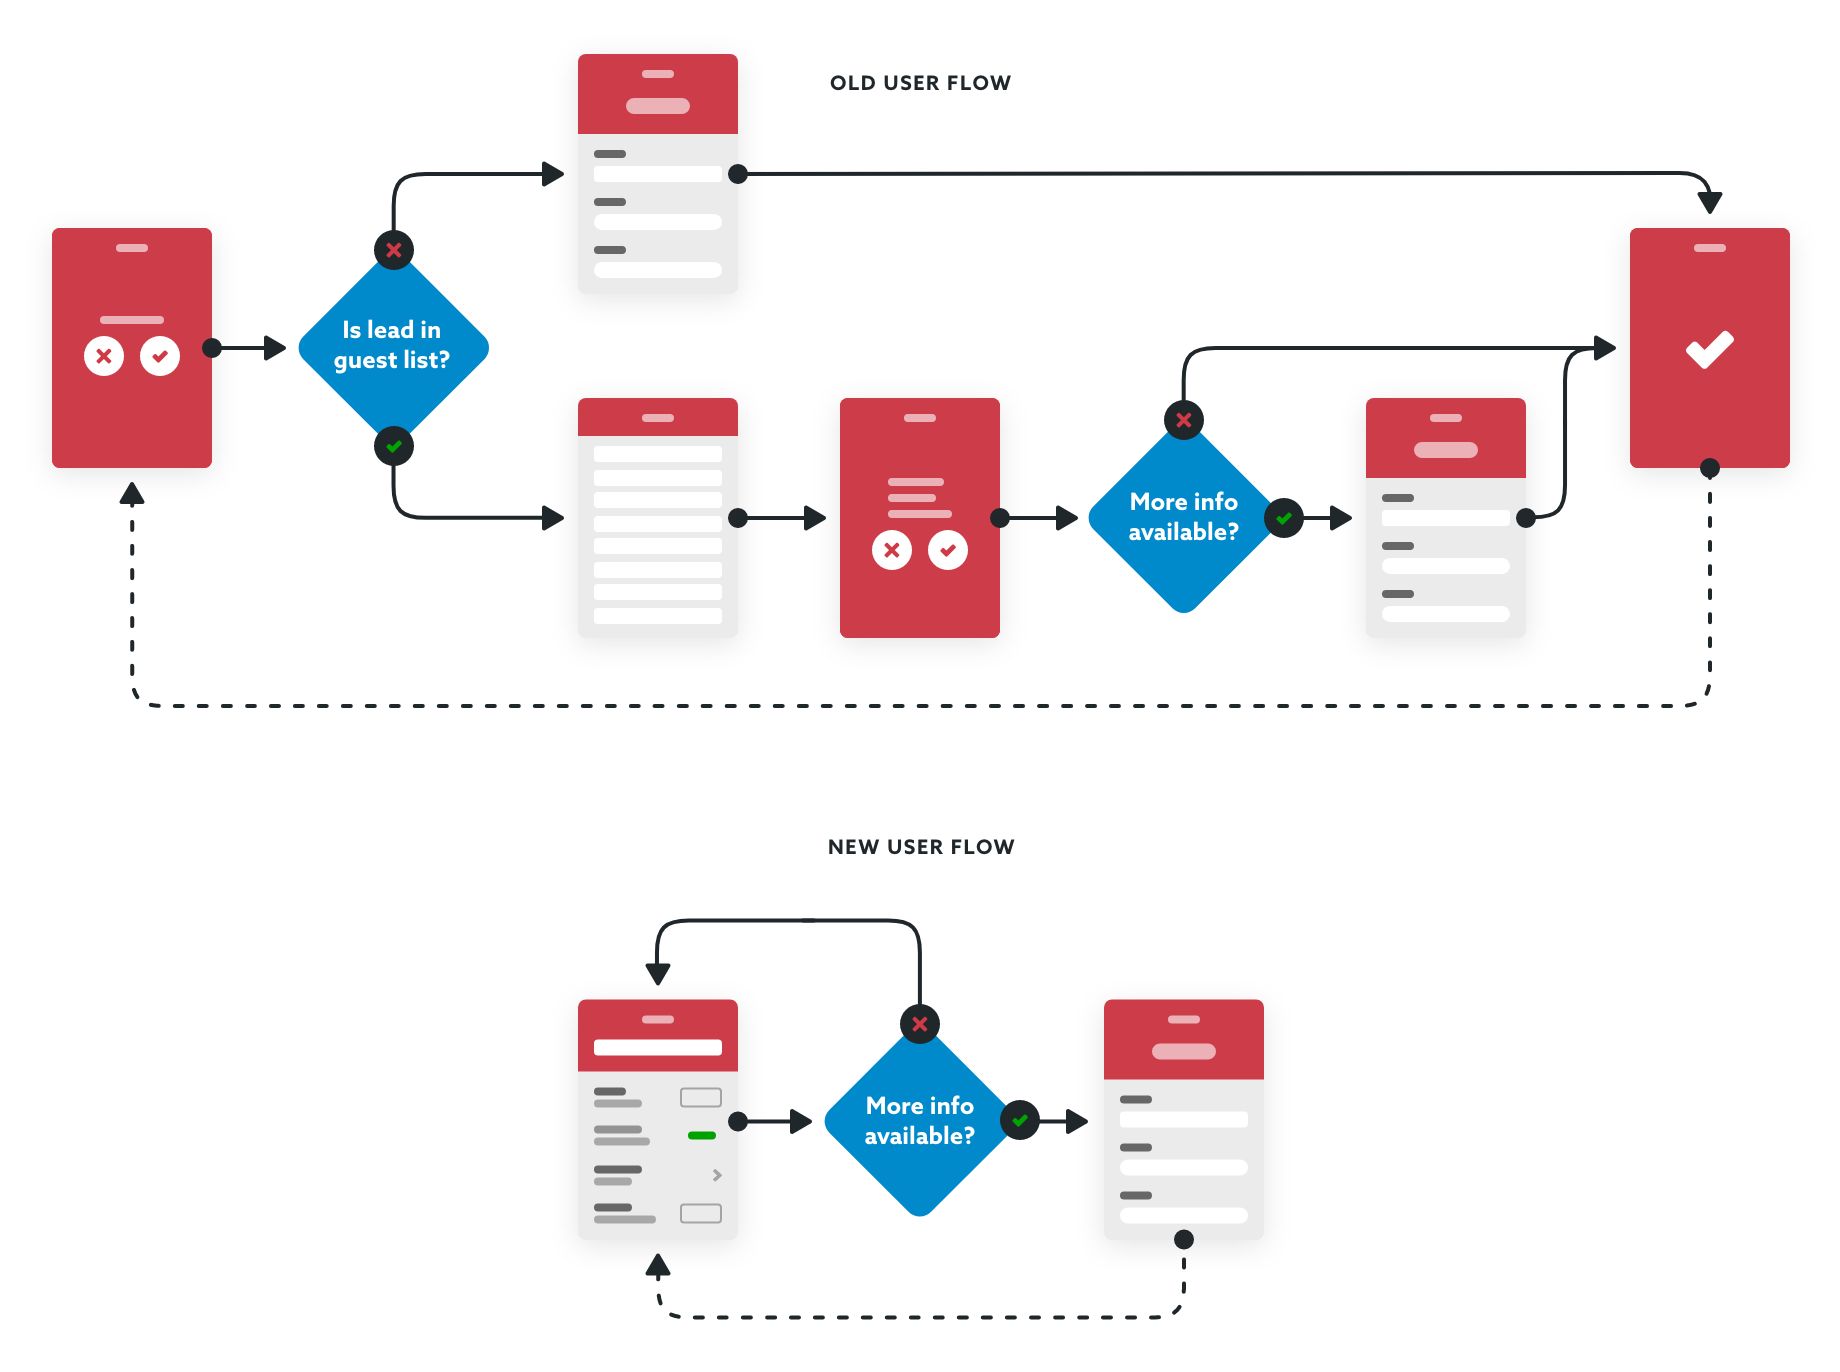 OLD USER FLOW
Is lead in
guest list?
More info
available?
NEW USER FLOW
More info
available?